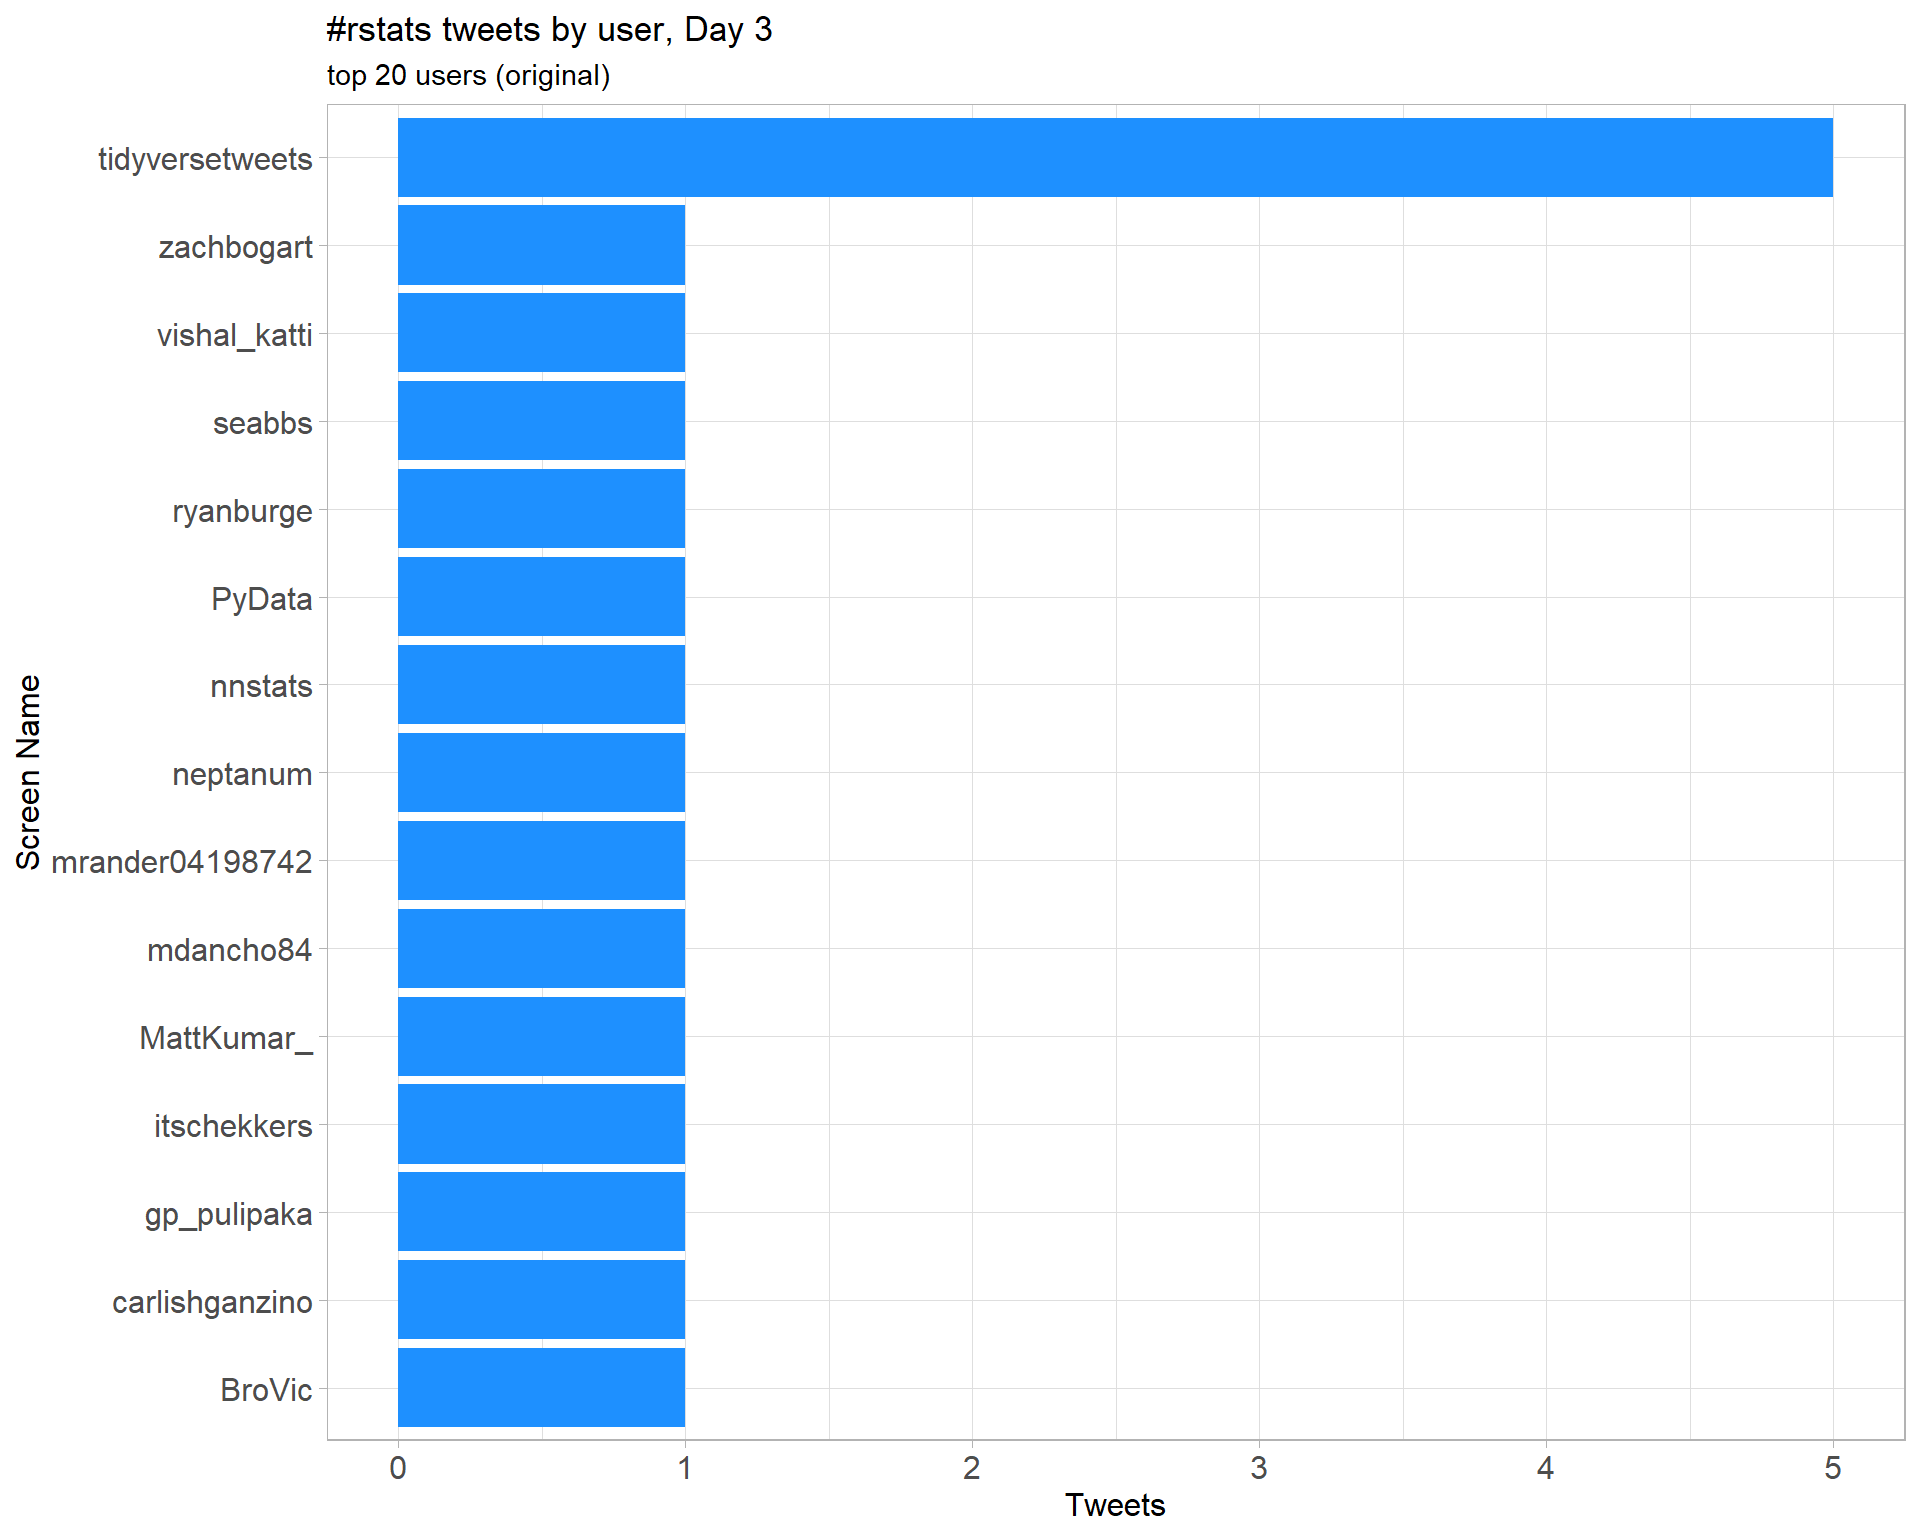 #rstats tweets by user, Day 3
top 20 users (original)
tidyversetweets
zachbogart
vishal_katti
seabbs
ryanburge
PyData
nnstats
neptanum
mrander04198742
mdancho84
MattKumar_
itschekkers
gp_pulipaka
carlishganzino
BroVic
Screen Name
0 1 2 3 4 5
Tweets